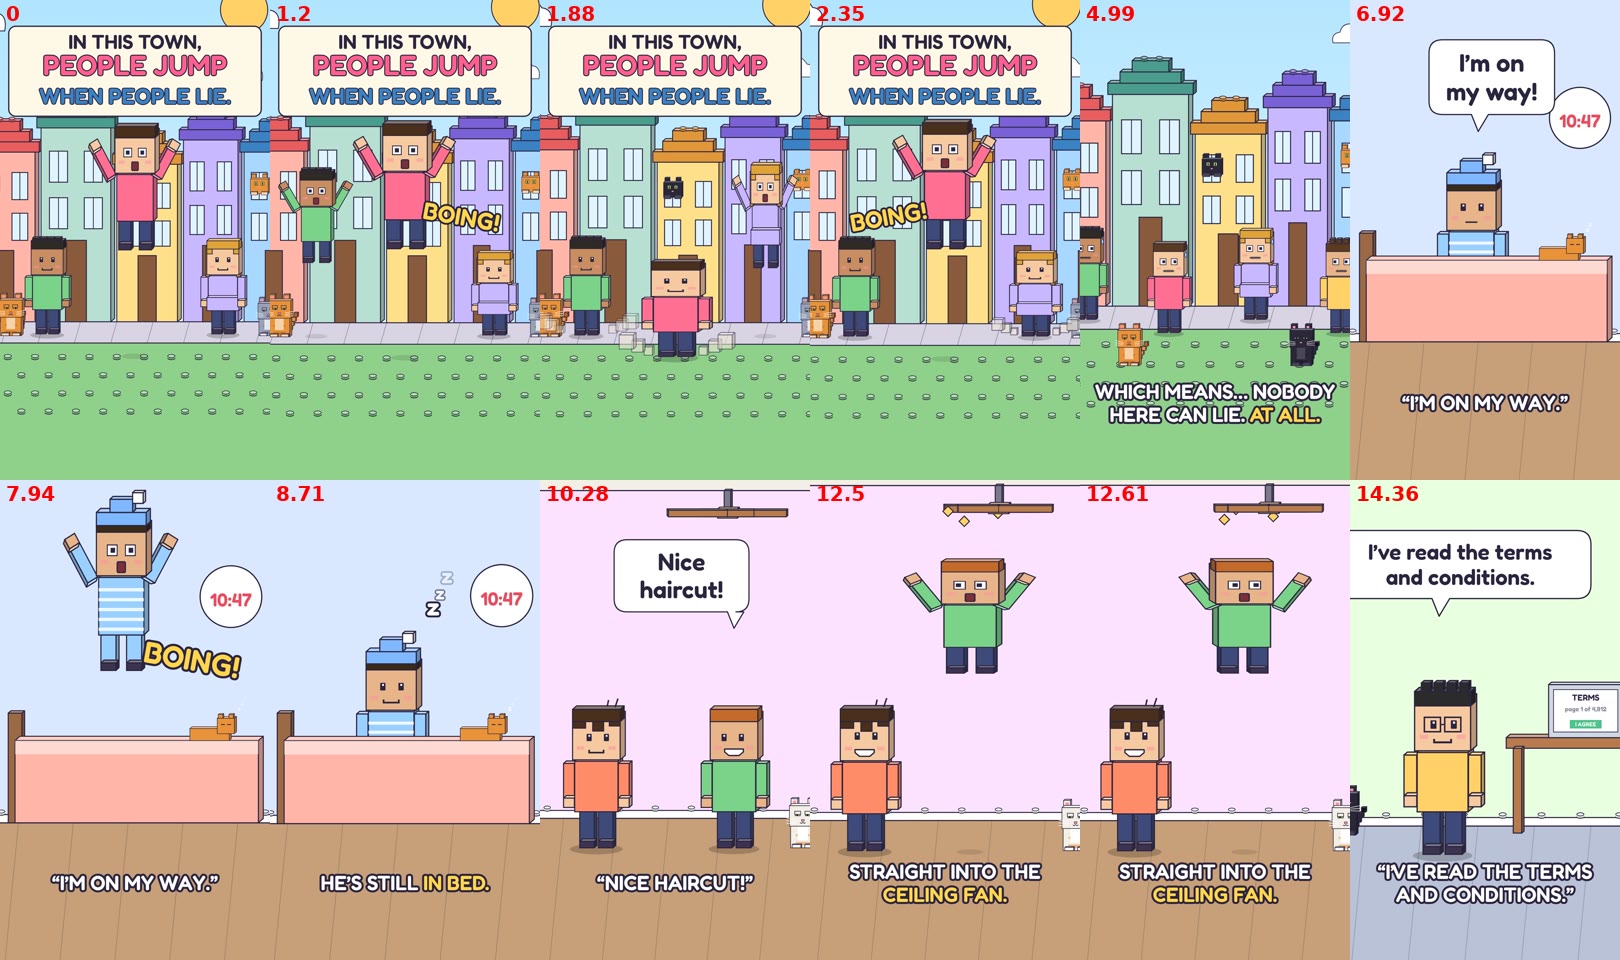 0
IN THIS TOWN,
PEOPLE JUMP
WHEN PEOPLE LIE.
1.2
IN THIS TOWN,
PEOPLE JUMP
WHEN PEOPLE LIE.
BOING!
1.88
IN THIS TOWN,
PEOPLE JUMP
WHEN PEOPLE LIE.
2.35
IN THIS TOWN,
PEOPLE JUMP
WHEN PEOPLE LIE.
BOING!
4.99
WHICH MEANS... NOBODY
HERE CAN LIE. AT ALL.
6.92
I'm on
my way!
10:47
“I'M ON MY WAY.”
7.94
10:47
BOING!
“I'M ON MY WAY.”
8.71
z
z
z
10:47
HE'S STILL IN BED.
10.28
Nice
haircut!
“NICE HAIRCUT!”
12.5
STRAIGHT INTO THE
CEILING FAN.
12.61
STRAIGHT INTO THE
CEILING FAN.
14.36
I've read the terms
and conditions.
TERMS
page 1 of 4,812
I AGREE
“I'VE READ THE TERMS
AND CONDITIONS.”